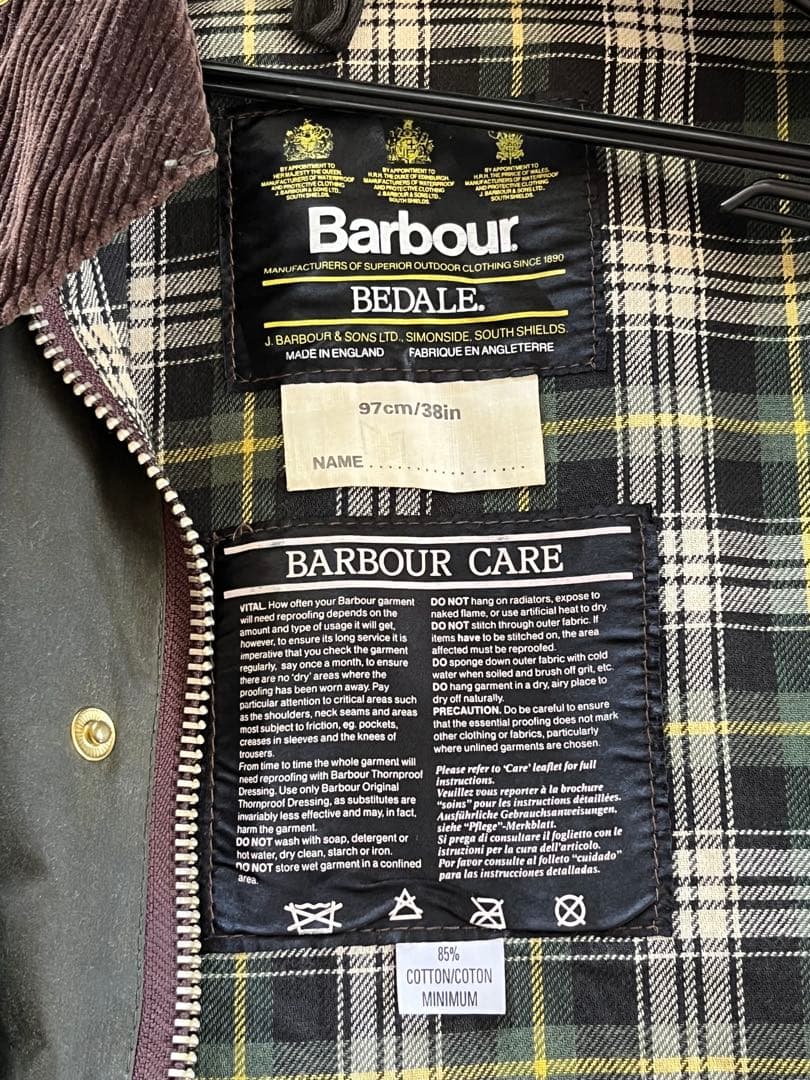 BY APPOINTMENT TO
HER MAJESTY THE QUEEN
MANUFACTURERS OF WATERPROOF
AND PROTECTIVE CLOTHING
J. BARBOUR & SONS LTD.
SOUTH SHIELDS.
BY APPOINTMENT TO
H.R.H. THE DUKE OF EDINBURGH
MANUFACTURERS OF WATERPROOF
AND PROTECTIVE CLOTHING
J. BARBOUR & SONS LTD.
SOUTH SHIELDS.
BY APPOINTMENT TO
H.R.H. THE PRINCE OF WALES
MANUFACTURERS OF WATERPROOF
AND PROTECTIVE CLOTHING
J. BARBOUR & SONS LTD.
SOUTH SHIELDS.
Barbour.
MANUFACTURERS OF SUPERIOR OUTDOOR CLOTHING SINCE 1890
BEDALE.
J. BARBOUR & SONS LTD., SIMONSIDE, SOUTH SHIELDS.
MADE IN ENGLAND FABRIQUE EN ANGLETERRE
97cm/38in
NAME..................
BARBOUR CARE
VITAL. How often your Barbour garment
will need reproofing depends on the
amount and type of usage it will get,
however, to ensure its long service it is
imperative that you check the garment
regularly, say once a month, to ensure
there are no 'dry' areas where the
proofing has been worn away. Pay
particular attention to critical areas such
as the shoulders, neck seams and areas
most subject to friction, eg. pockets,
creases in sleeves and the knees of
trousers.
From time to time the whole garment will
need reproofing with Barbour Thornproof
Dressing. Use only Barbour Original
Thornproof Dressing, as substitutes are
invariably less effective and may, in fact,
harm the garment.
DO NOT wash with soap, detergent or
hot water, dry clean, starch or iron.
DO NOT store wet garment in a confined
area.
DO NOT hang on radiators, expose to
naked flame, or use artificial heat to dry.
DO NOT stitch through outer fabric. If
items have to be stitched on, the area
affected must be reproofed.
DO sponge down outer fabric with cold
water when soiled and brush off grit, etc.
DO hang garment in a dry, airy place to
dry off naturally.
PRECAUTION. Do be careful to ensure
that the essential proofing does not mark
other clothing or fabrics, particularly
where unlined garments are chosen.
Please refer to 'Care' leaflet for full
instructions.
Veuillez vous reporter à la brochure
"soins" pour les instructions détaillées.
Ausführliche Gebrauchsanweisungen,
siehe "Pflege"-Merkblatt.
Si prega di consultare il foglietto con le
istruzioni per la cura dell'articolo.
Por favor consulte al folleto "cuidado"
para las instrucciones detalladas.
85%
COTTON/COTON
MINIMUM